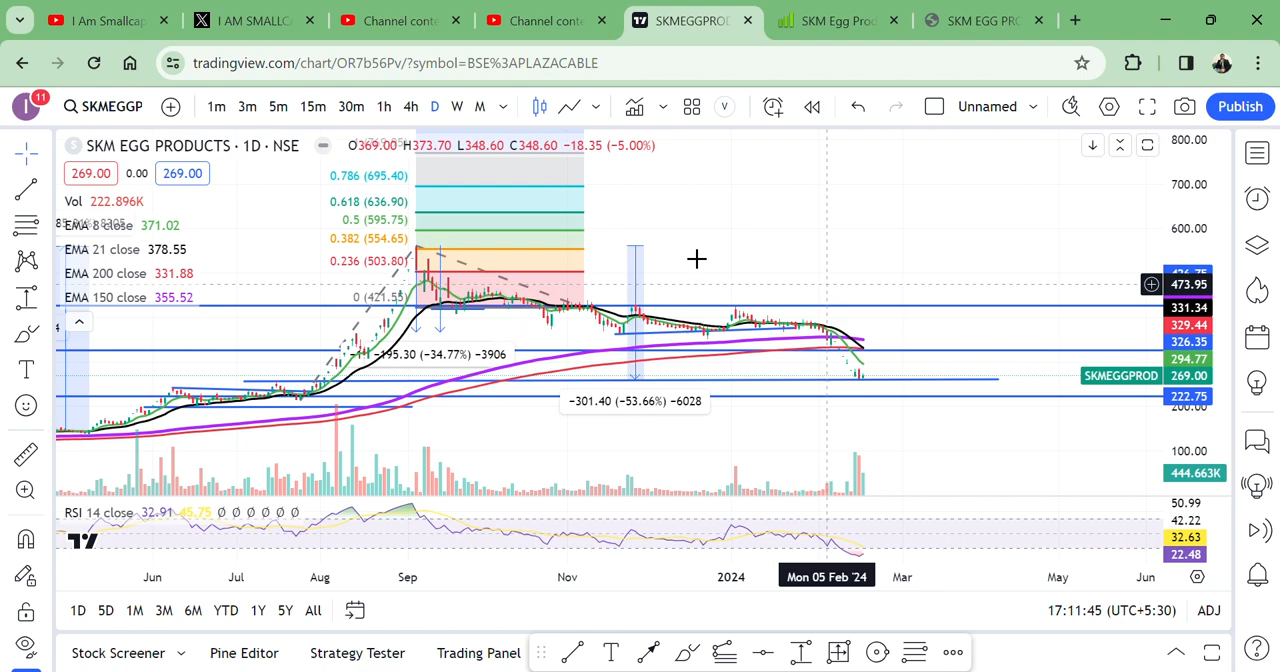 I Am Smallcap
I AM SMALLCA
Channel conte
Channel conte
SKMEGGPROD
SKM Egg Prod
SKM EGG PRO
tradingview.com/chart/OR7b56Pv/?symbol=BSE%3APLAZACABLE
I 11 SKMEGGP 1m 3m 5m 15m 30m 1h 4h D W M V Unnamed Publish
S SKM EGG PRODUCTS · 1D · NSE O369.00 H373.70 L348.60 C348.60 −18.35 (−5.00%)
269.00 0.00 269.00
Vol 222.896K
EMA 8 close 371.02
EMA 21 close 378.55
EMA 200 close 331.88
EMA 150 close 355.52
0.786 (695.40)
0.618 (636.90)
0.5 (595.75)
0.382 (554.65)
0.236 (503.80)
0 (421.55)
−195.30 (−34.77%) −3906
−301.40 (−53.66%) −6028
800.00
700.00
600.00
473.95
331.34
329.44
326.35
294.77
SKMEGGPROD 269.00
222.75
200.00
100.00
444.663K
RSI 14 close 32.91 45.75 Ø Ø Ø Ø Ø Ø
50.99
42.22
32.63
22.48
Jun Jul Aug Sep Nov 2024 Mon 05 Feb '24 Mar May Jun
1D 5D 1M 3M 6M YTD 1Y 5Y All 17:11:45 (UTC+5:30) ADJ
Stock Screener Pine Editor Strategy Tester Trading Panel